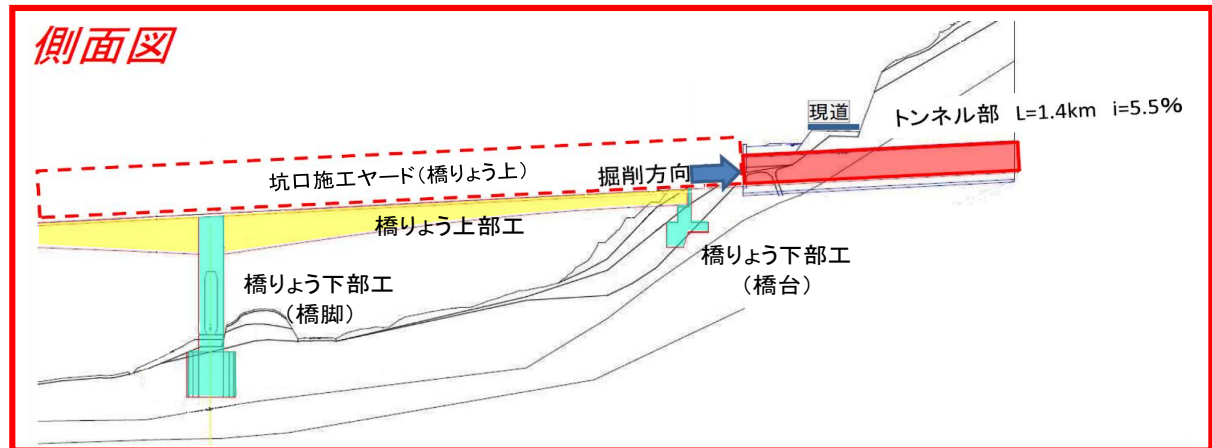 側面図
現道
トンネル部 L=1.4km i=5.5%
坑口施工ヤード(橋りょう上)
掘削方向
橋りょう上部工
橋りょう下部工
(橋脚)
橋りょう下部工
(橋台)